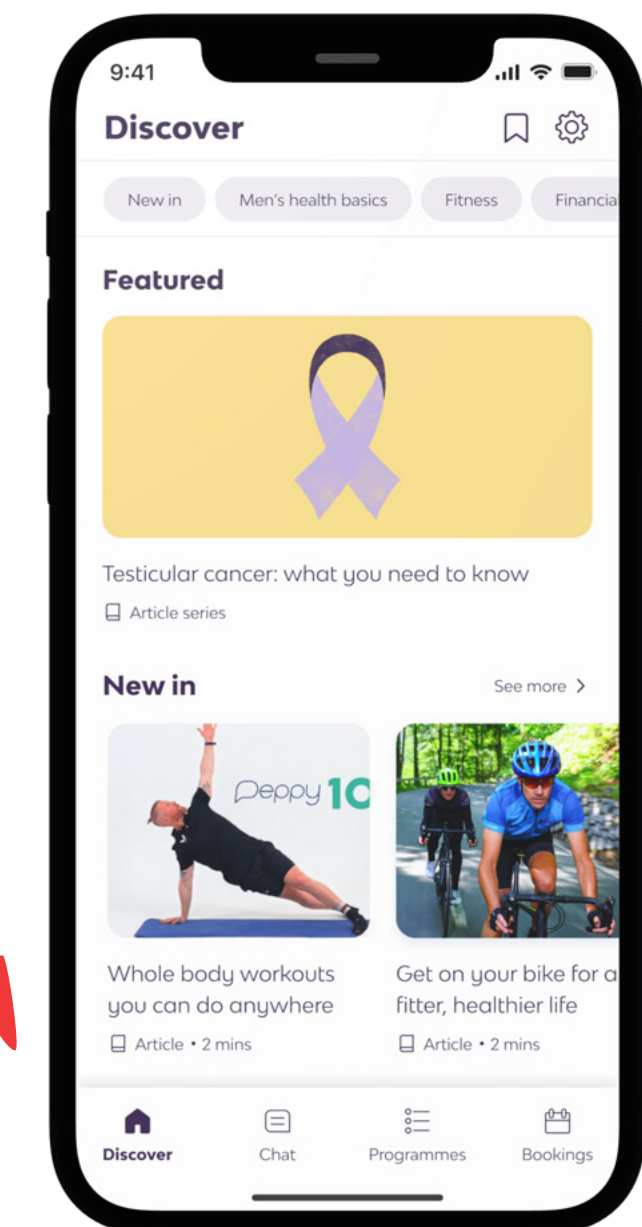 9:41
Discover
New in
Men's health basics
Fitness
Financial
Featured
Testicular cancer: what you need to know
Article series
New in
See more
Peppy 10
Whole body workouts
you can do anywhere
Article • 2 mins
Get on your bike for a
fitter, healthier life
Article • 2 mins
Discover
Chat
Programmes
Bookings